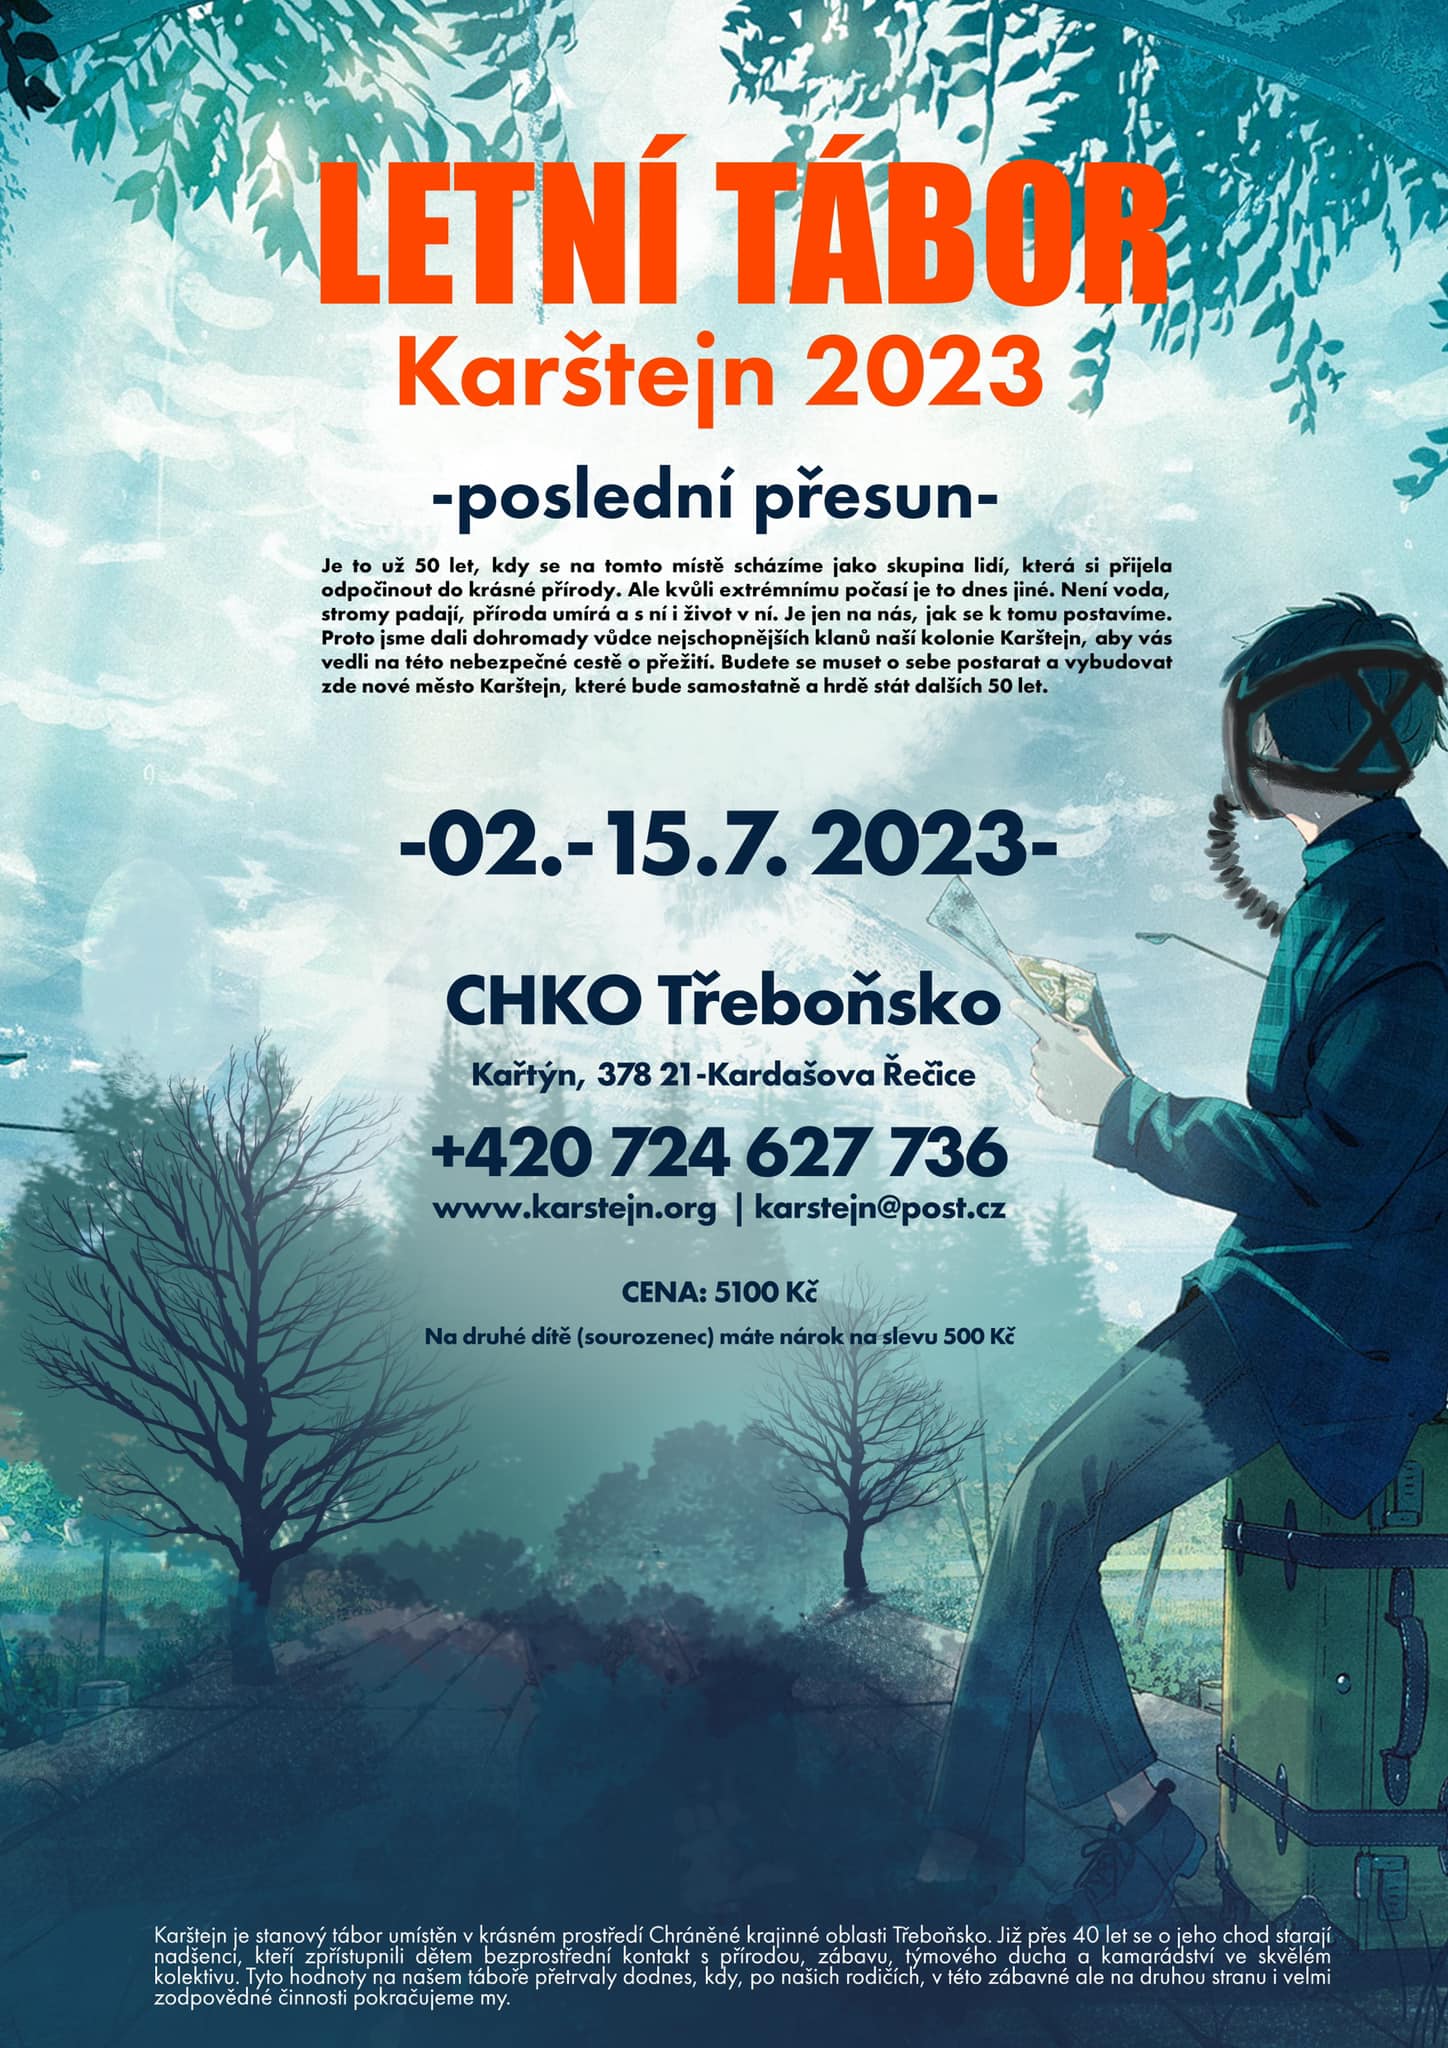 LETNÍ TÁBOR
Karštejn 2023
-poslední přesun-
Je to už 50 let, kdy se na tomto místě scházíme jako skupina lidí, která si přijela
odpočinout do krásné přírody. Ale kvůli extrémnímu počasí je to dnes jiné. Není voda,
stromy padají, příroda umírá a s ní i život v ní. Je jen na nás, jak se k tomu postavíme.
Proto jsme dali dohromady vůdce nejschopnějších klanů naší kolonie Karštejn, aby vás
vedli na této nebezpečné cestě o přežití. Budete se muset o sebe postarat a vybudovat
zde nové město Karštejn, které bude samostatně a hrdě stát dalších 50 let.
-02.-15.7. 2023-
CHKO Třeboňsko
Kařtýn, 378 21-Kardašova Řečice
+420 724 627 736
www.karstejn.org | karstejn@post.cz
CENA: 5100 Kč
Na druhé dítě (sourozenec) máte nárok na slevu 500 Kč
Karštejn je stanový tábor umístěn v krásném prostředí Chráněné krajinné oblasti Třeboňsko. Již přes 40 let se o jeho chod starají
nadšenci, kteří zpřístupnili dětem bezprostřední kontakt s přírodou, zábavu, týmového ducha a kamarádství ve skvělém
kolektivu. Tyto hodnoty na našem táboře přetrvaly dodnes, kdy, po našich rodičích, v této zábavné ale na druhou stranu i velmi
zodpovědné činnosti pokračujeme my.